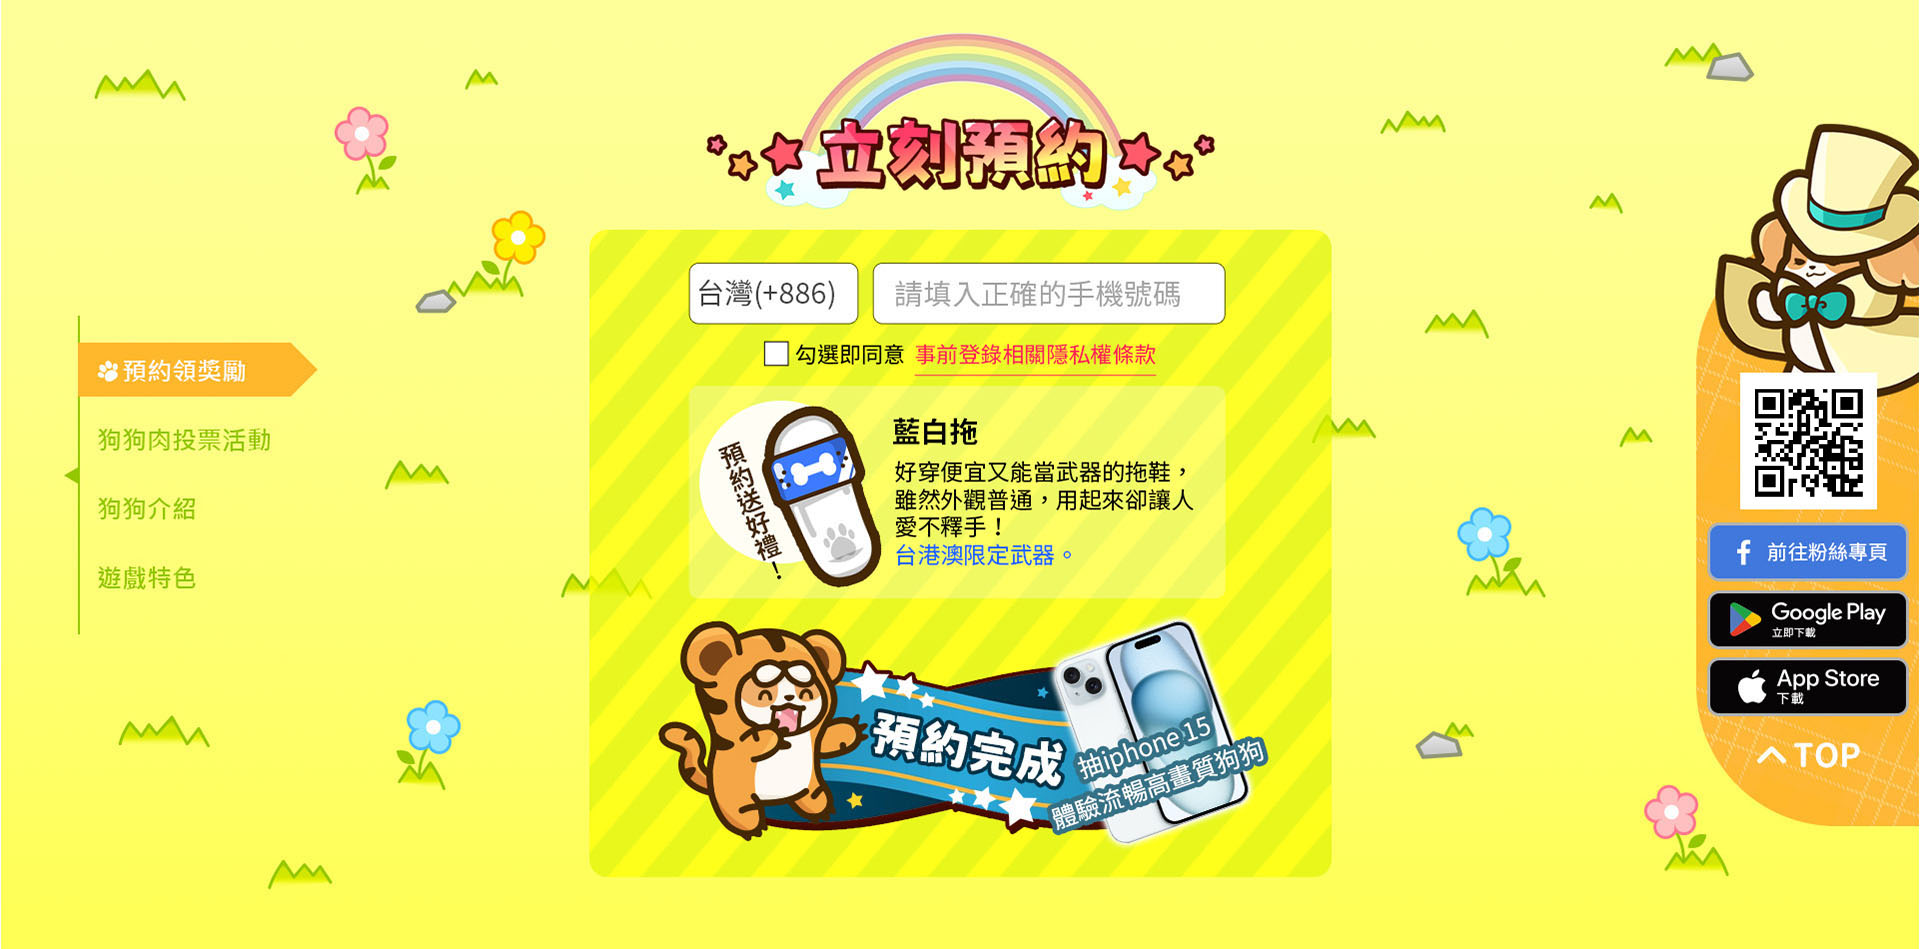 立刻預約
台灣(+886)
請填入正確的手機號碼
勾選即同意 事前登錄相關隱私權條款
預約領獎勵
狗狗肉投票活動
狗狗介紹
遊戲特色
預約送好禮！
藍白拖
好穿便宜又能當武器的拖鞋，
雖然外觀普通，用起來卻讓人
愛不釋手！
台港澳限定武器。
預約完成
抽iphone 15
體驗流暢高畫質狗狗
前往粉絲專頁
Google Play
立即下載
App Store
下載
TOP